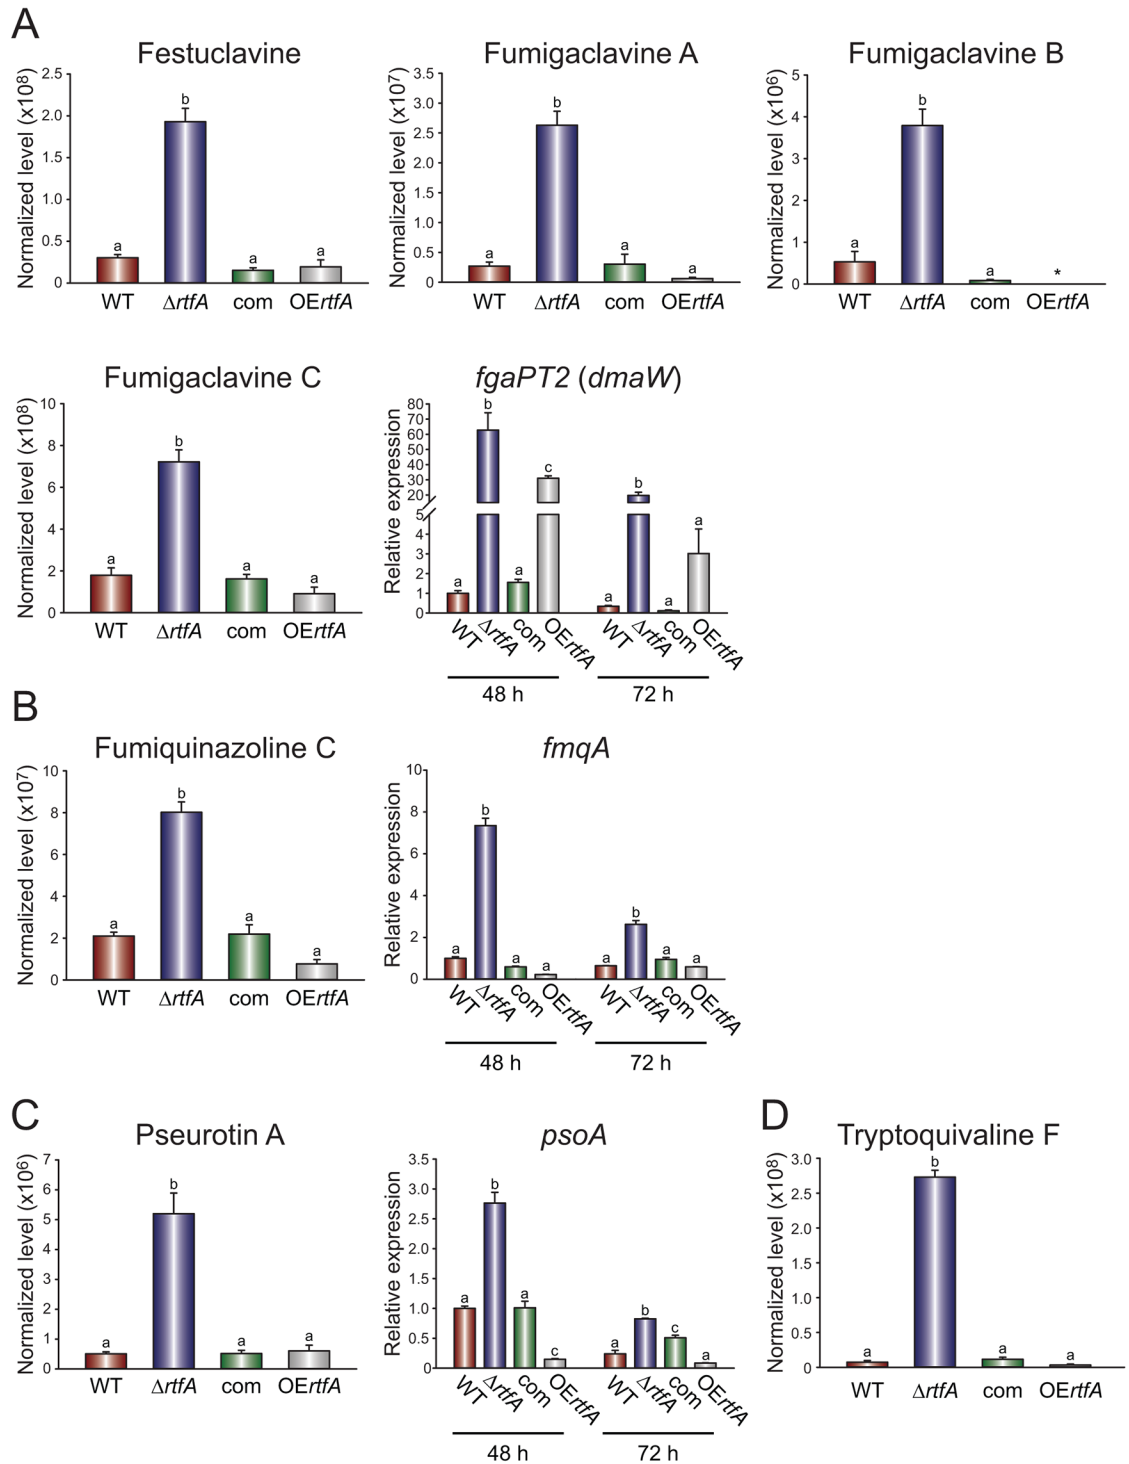 A
Festuclavine
Normalized level (x10⁸)
2.5
2.0
1.5
1.0
0.5
0
a
b
a
a
WT
ΔrtfA
com
OErtfA
Fumigaclavine A
Normalized level (x10⁷)
3.5
3.0
2.5
2.0
1.5
1.0
0.5
0
a
b
a
a
WT
ΔrtfA
com
OErtfA
Fumigaclavine B
Normalized level (x10⁶)
5
4
3
2
1
0
a
b
a
*
WT
ΔrtfA
com
OErtfA
Fumigaclavine C
Normalized level (x10⁸)
10
8
6
4
2
0
a
b
a
a
WT
ΔrtfA
com
OErtfA
fgaPT2 (dmaW)
Relative expression
80
70
60
50
40
30
20
5
4
3
2
1
0
a
b
a
c
a
b
a
a
WT
ΔrtfA
com
OErtfA
WT
ΔrtfA
com
OErtfA
48 h
72 h
B
Fumiquinazoline C
Normalized level (x10⁷)
10
8
6
4
2
0
a
b
a
a
WT
ΔrtfA
com
OErtfA
fmqA
Relative expression
10
8
6
4
2
0
a
b
a
a
a
b
a
a
WT
ΔrtfA
com
OErtfA
WT
ΔrtfA
com
OErtfA
48 h
72 h
C
Pseurotin A
Normalized level (x10⁶)
7
6
5
4
3
2
1
0
a
b
a
a
WT
ΔrtfA
com
OErtfA
psoA
Relative expression
3.5
3.0
2.5
2.0
1.5
1.0
0.5
0
a
b
a
c
a
b
c
a
WT
ΔrtfA
com
OErtfA
WT
ΔrtfA
com
OErtfA
48 h
72 h
D
Tryptoquivaline F
Normalized level (x10⁸)
3.0
2.5
2.0
1.5
1.0
0.5
0
a
b
a
a
WT
ΔrtfA
com
OErtfA